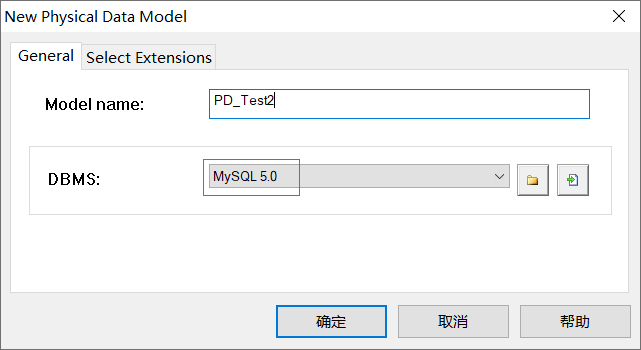 New Physical Data Model
General
Select Extensions
Model name:
PD_Test2
DBMS:
MySQL 5.0
确定
取消
帮助